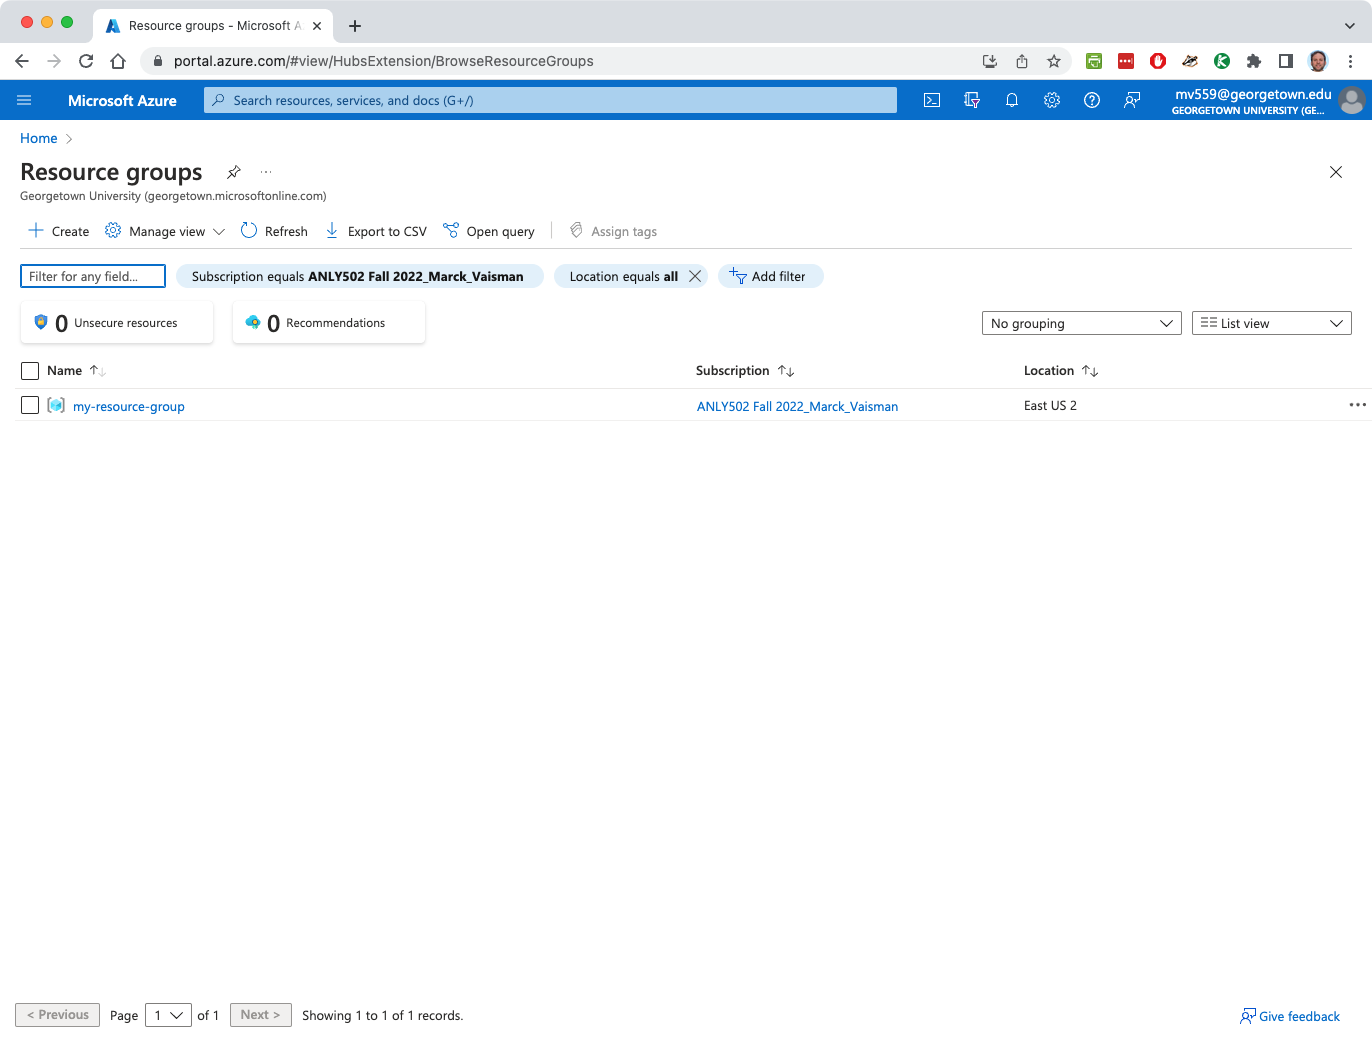 Resource groups - Microsoft A
portal.azure.com/#view/HubsExtension/BrowseResourceGroups
Microsoft Azure
Search resources, services, and docs (G+/)
mv559@georgetown.edu
GEORGETOWN UNIVERSITY (GE...
Home
Resource groups
Georgetown University (georgetown.microsoftonline.com)
Create Manage view Refresh Export to CSV Open query Assign tags
Filter for any field... Subscription equals ANLY502 Fall 2022_Marck_Vaisman Location equals all Add filter
0 Unsecure resources 0 Recommendations No grouping List view
Name Subscription Location
my-resource-group ANLY502 Fall 2022_Marck_Vaisman East US 2
< Previous Page 1 of 1 Next > Showing 1 to 1 of 1 records. Give feedback